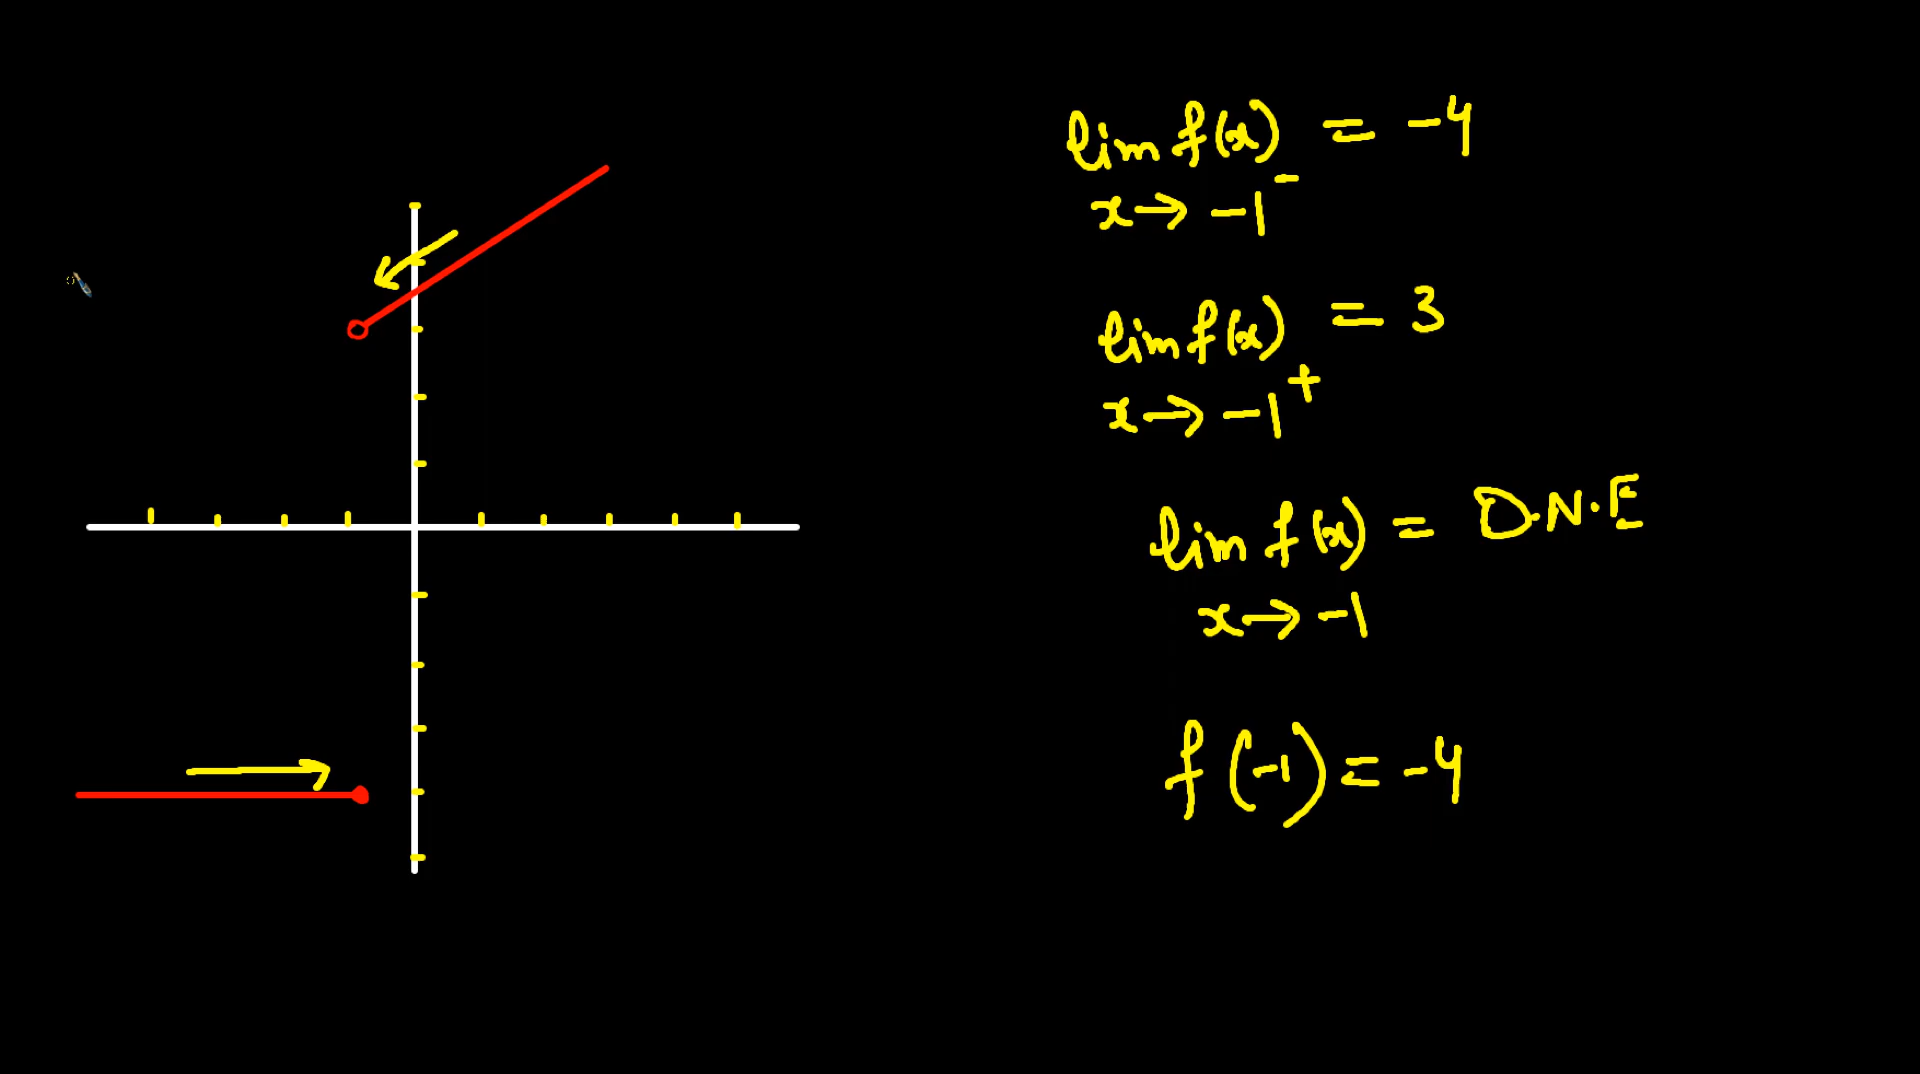 lim f(x) = -4
x → -1⁻
lim f(x) = 3
x → -1⁺
lim f(x) = D.N.E
x → -1
f(-1) = -4